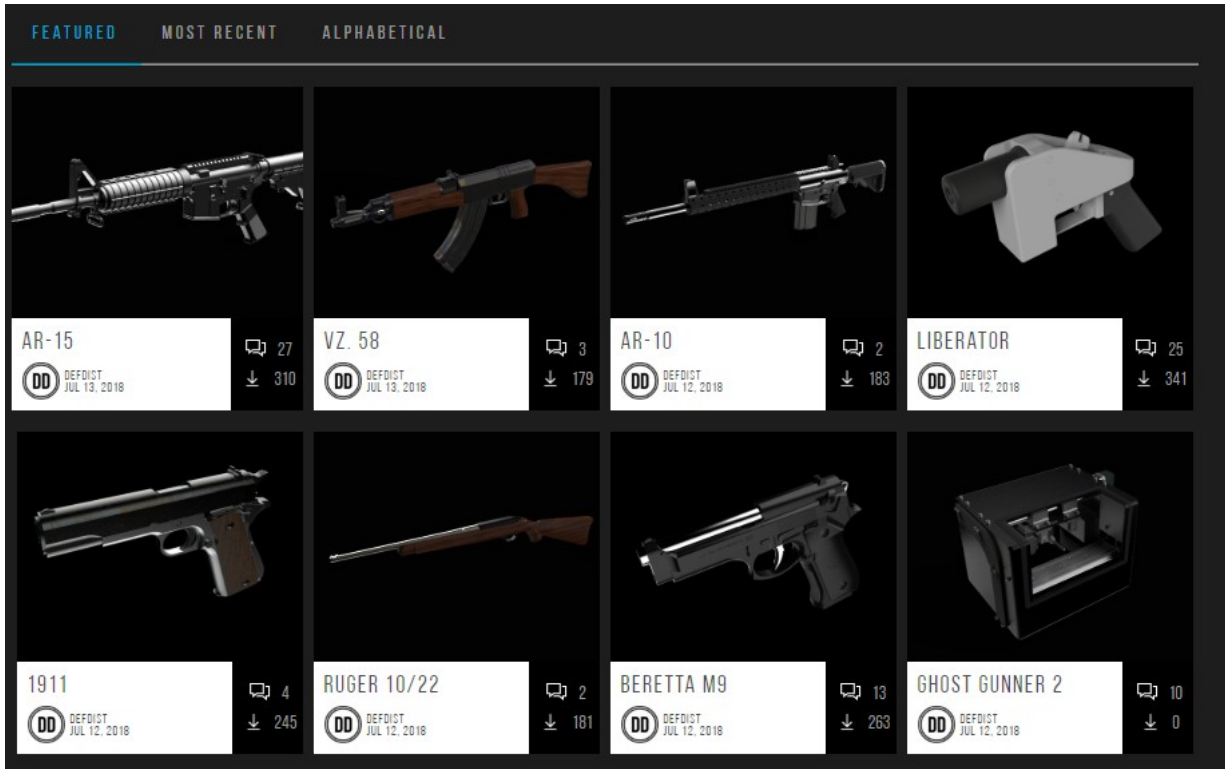 FEATURED MOST RECENT ALPHABETICAL
AR-15
27
DD DEFDIST
JUL 13, 2018
310
VZ. 58
3
DD DEFDIST
JUL 13, 2018
179
AR-10
2
DD DEFDIST
JUL 12, 2018
183
LIBERATOR
25
DD DEFDIST
JUL 12, 2018
341
1911
4
DD DEFDIST
JUL 12, 2018
245
RUGER 10/22
2
DD DEFDIST
JUL 12, 2018
181
BERETTA M9
13
DD DEFDIST
JUL 12, 2018
263
GHOST GUNNER 2
10
DD DEFDIST
JUL 12, 2018
0